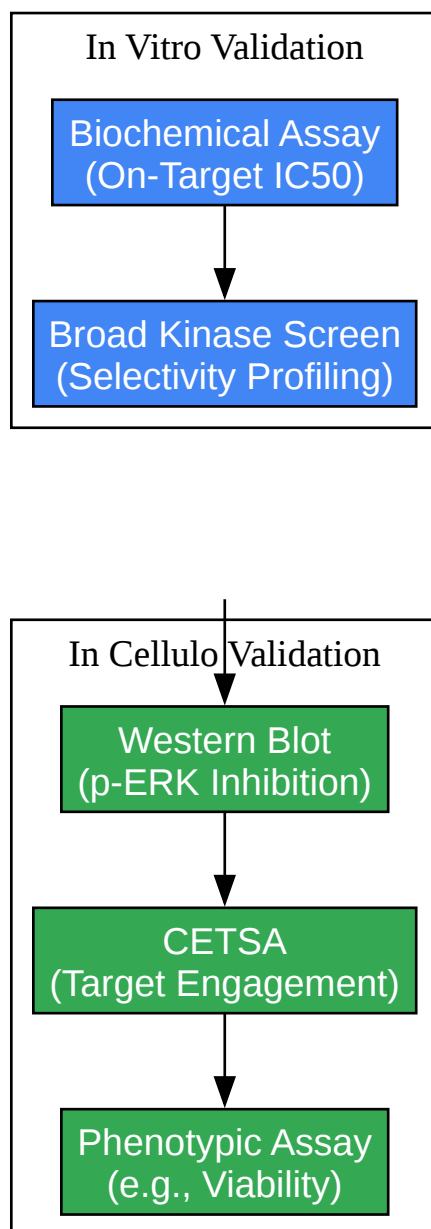 In Vitro Validation
Biochemical Assay
(On-Target IC50)
Broad Kinase Screen
(Selectivity Profiling)
In Cellulo Validation
Western Blot
(p-ERK Inhibition)
CETSA
(Target Engagement)
Phenotypic Assay
(e.g., Viability)